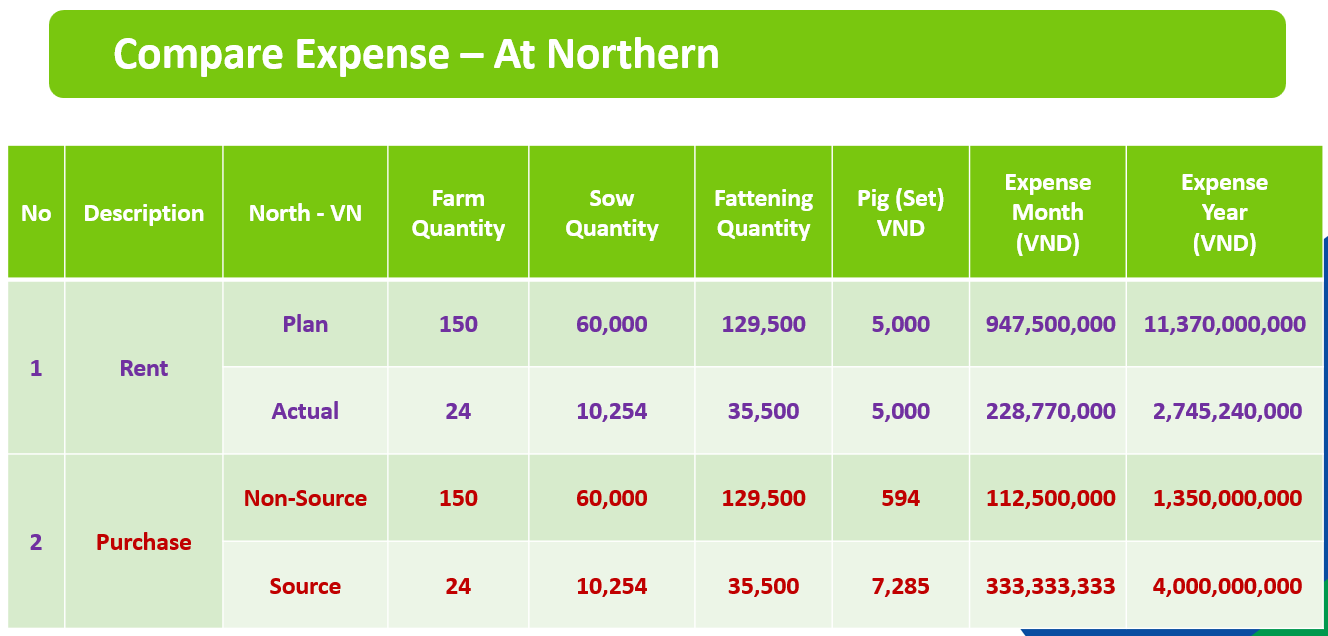 Compare Expense – At Northern
No Description North - VN Farm Quantity Sow Quantity Fattening Quantity Pig (Set) VND Expense Month (VND) Expense Year (VND)
1 Rent Plan 150 60,000 129,500 5,000 947,500,000 11,370,000,000
Actual 24 10,254 35,500 5,000 228,770,000 2,745,240,000
2 Purchase Non-Source 150 60,000 129,500 594 112,500,000 1,350,000,000
Source 24 10,254 35,500 7,285 333,333,333 4,000,000,000